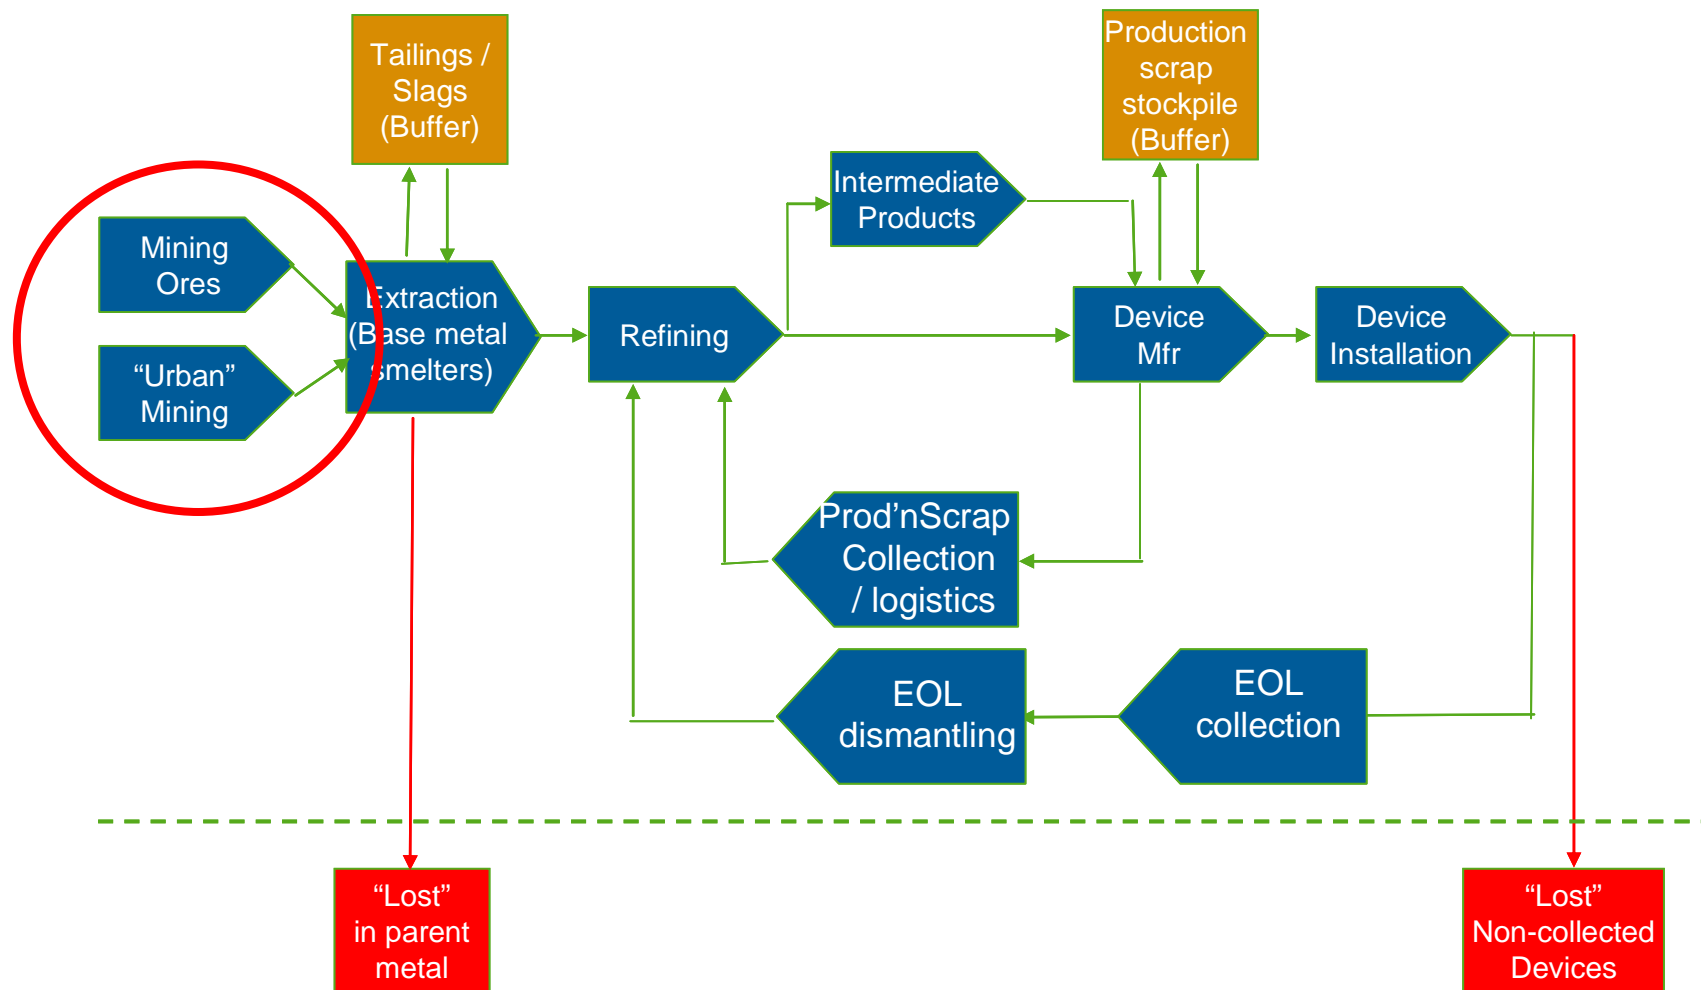 Tailings /
Slags
(Buffer)
Production
scrap
stockpile
(Buffer)
Intermediate
Products
Mining
Ores
Extraction
(Base metal
smelters)
Refining
Device
Mfr
Device
Installation
“Urban”
Mining
Prod’nScrap
Collection
/ logistics
EOL
dismantling
EOL
collection
“Lost”
in parent
metal
“Lost”
Non-collected
Devices